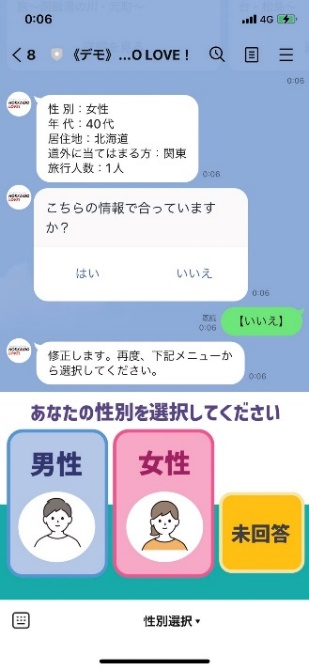 0:06
4G
8
《デモ》...O LOVE！
0:06
性 別：女性
年 代：40代
居住地：北海道
道外に当てはまる方：関東
旅行人数：1人
0:06
こちらの情報で合っています
か？
はい
いいえ
0:06
既読
0:06
【いいえ】
修正します。再度、下記メニューか
ら選択してください。
0:06
あなたの性別を選択してください
男性
女性
未回答
性別選択▾